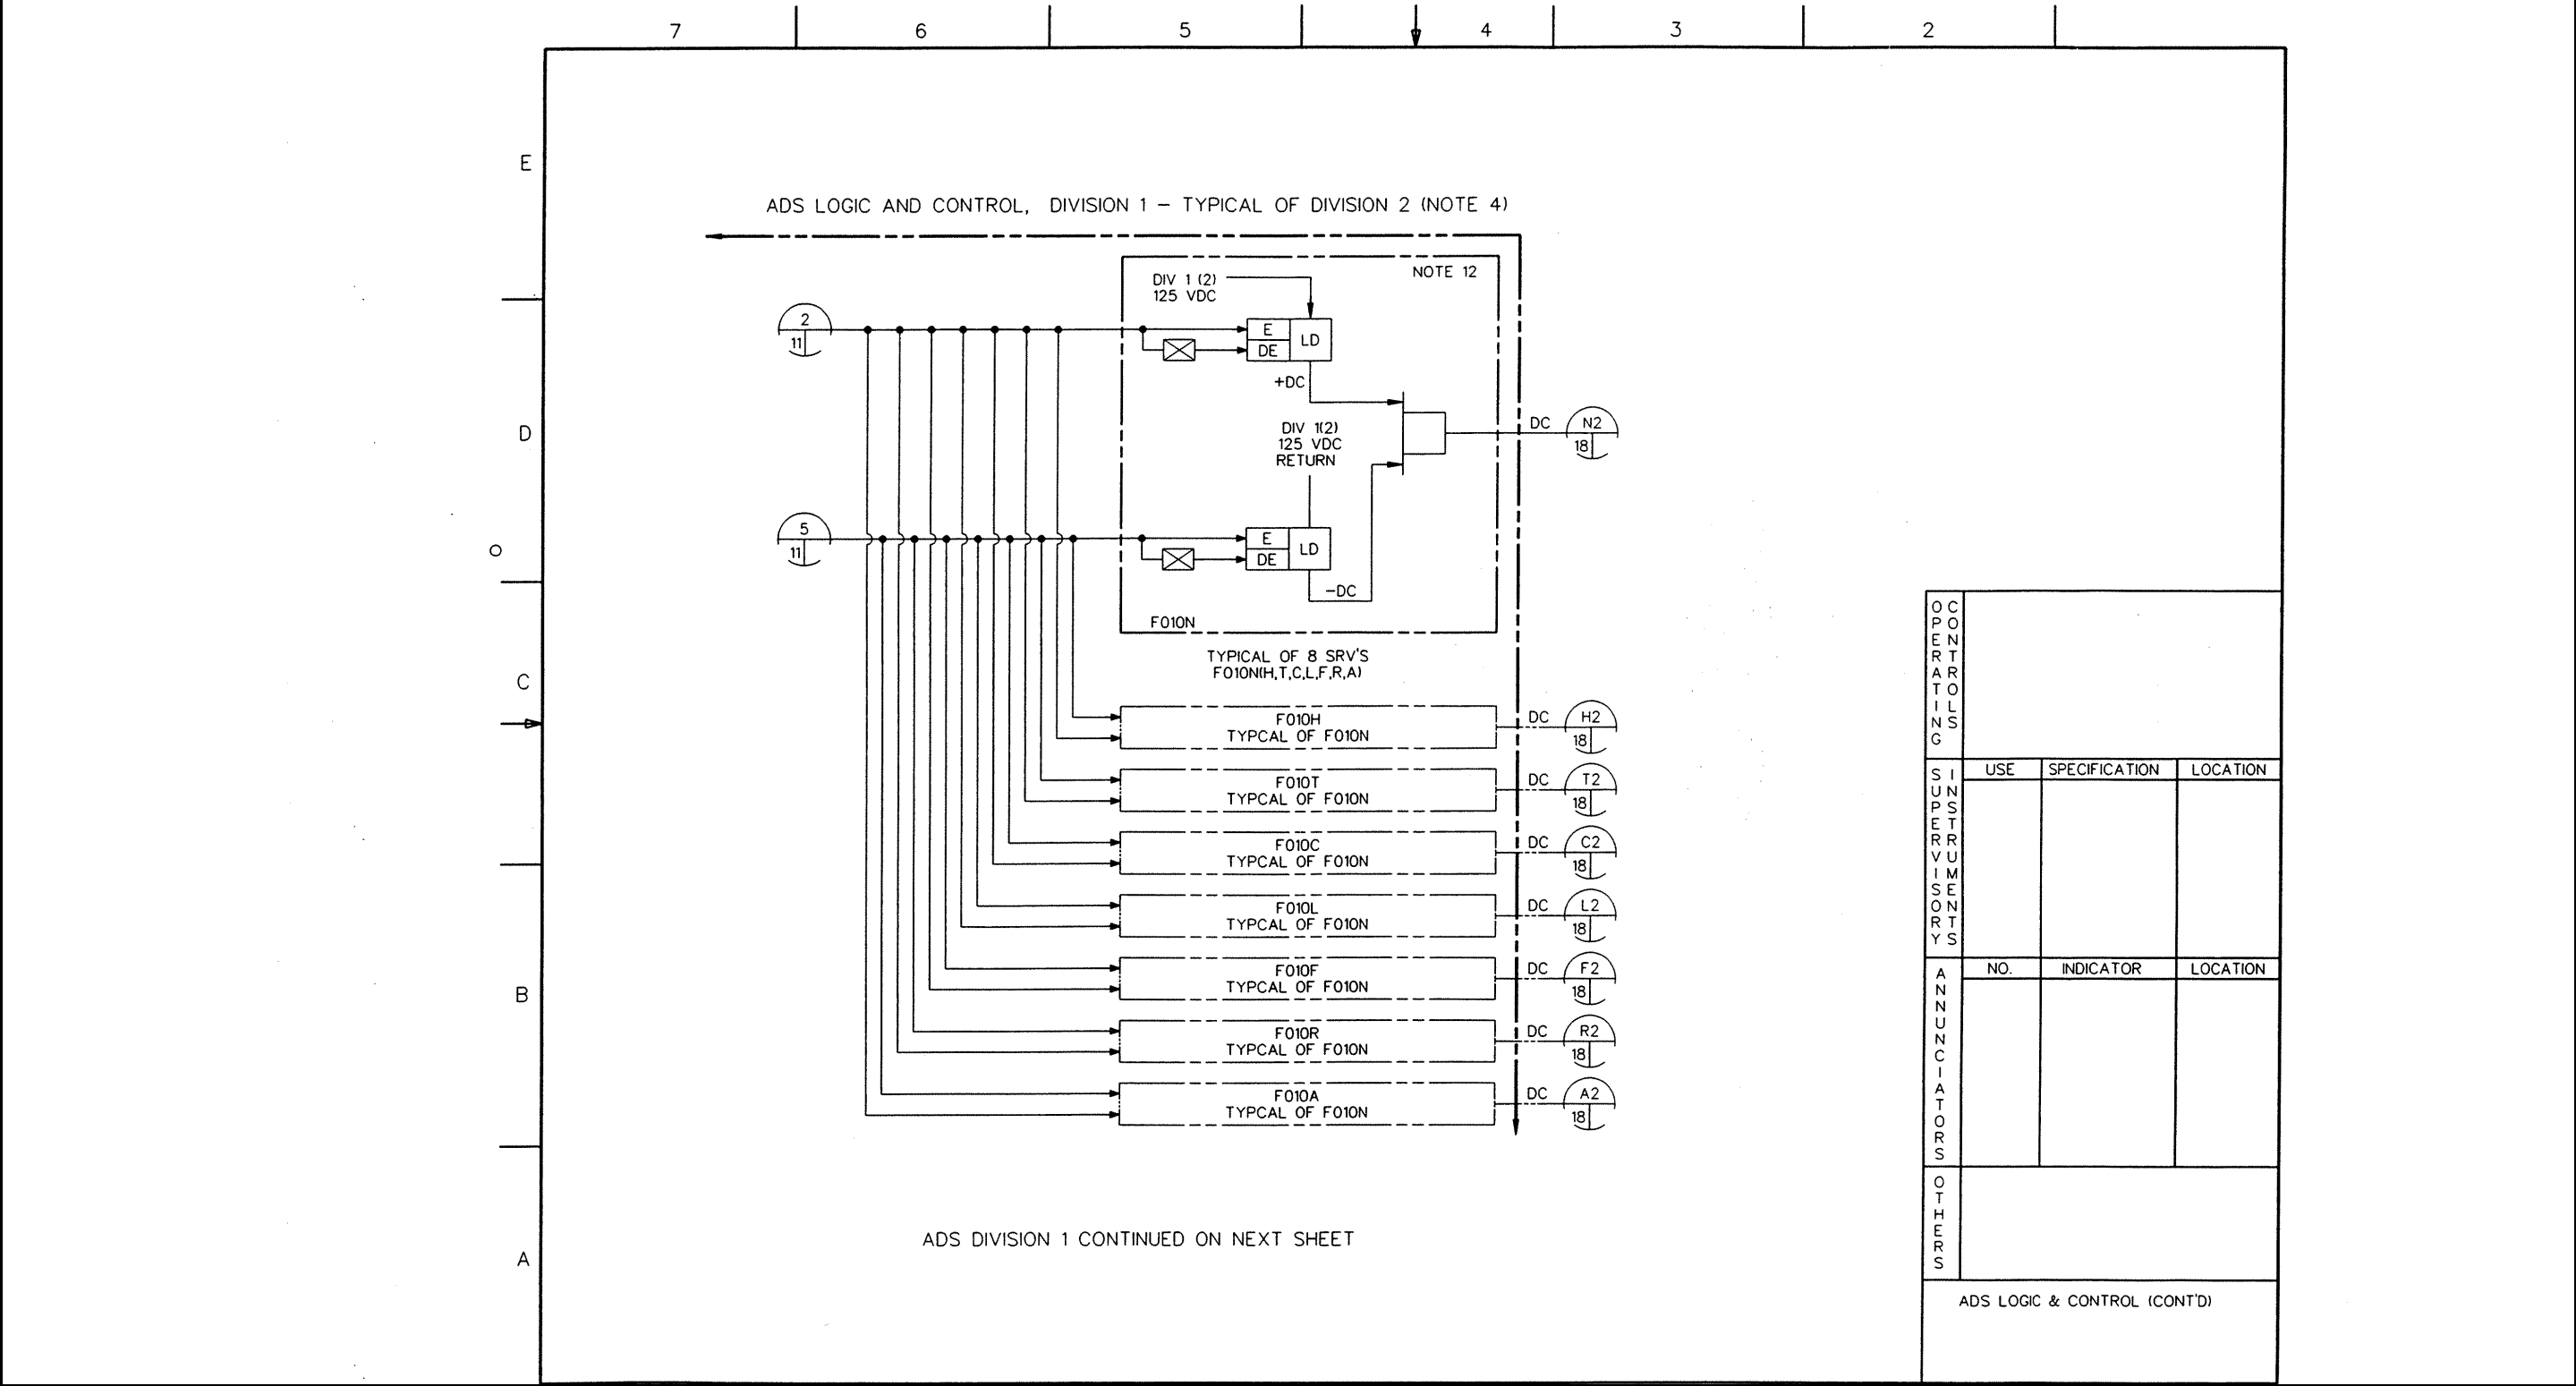 7 6 5 4 3 2
E
D
C
B
A
ADS LOGIC AND CONTROL, DIVISION 1 – TYPICAL OF DIVISION 2 (NOTE 4)
NOTE 12
DIV 1 (2)
125 VDC
2
11
E
DE
LD
+DC
DIV 1(2)
125 VDC
RETURN
DC
N2
18
5
11
E
DE
LD
–DC
F010N
TYPICAL OF 8 SRV'S
F010N(H,T,C,L,F,R,A)
F010H
TYPCAL OF F010N
DC
H2
18
F010T
TYPCAL OF F010N
DC
T2
18
F010C
TYPCAL OF F010N
DC
C2
18
F010L
TYPCAL OF F010N
DC
L2
18
F010F
TYPCAL OF F010N
DC
F2
18
F010R
TYPCAL OF F010N
DC
R2
18
F010A
TYPCAL OF F010N
DC
A2
18
ADS DIVISION 1 CONTINUED ON NEXT SHEET
OPERATING
CONTROLS
SUPERVISORY
INSTRUMENTS
USE SPECIFICATION LOCATION
ANNUNCIATORS
NO. INDICATOR LOCATION
OTHERS
ADS LOGIC & CONTROL (CONT'D)